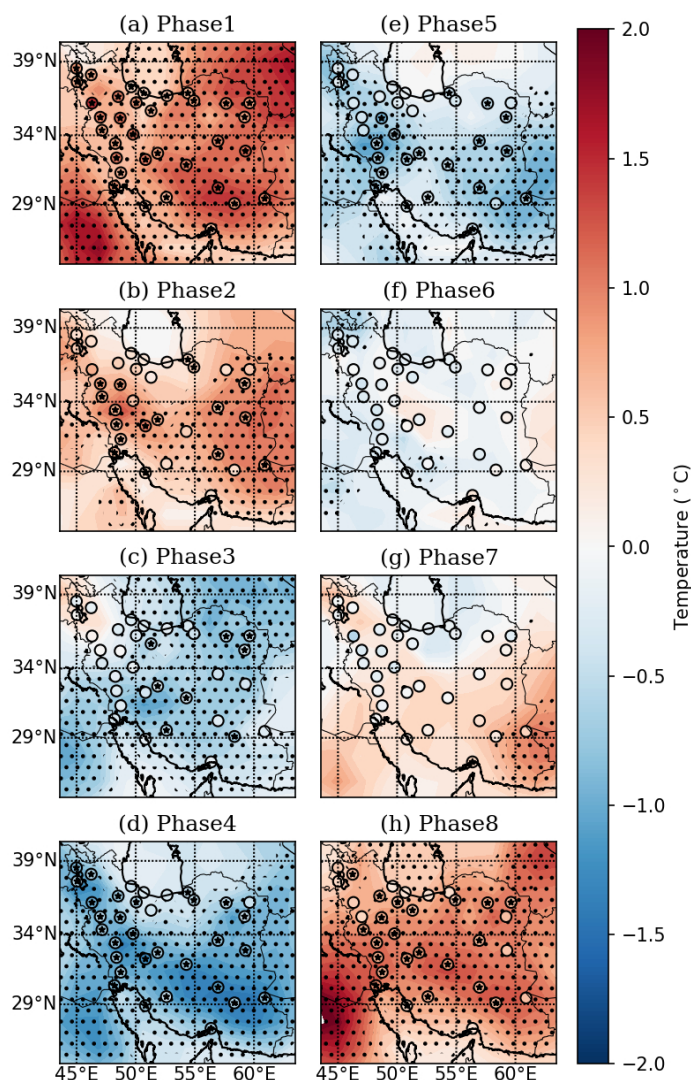 (a) Phase1
(e) Phase5
39°N
34°N
29°N
(b) Phase2
(f) Phase6
39°N
34°N
29°N
(c) Phase3
(g) Phase7
39°N
34°N
29°N
(d) Phase4
(h) Phase8
39°N
34°N
29°N
45°E 50°E 55°E 60°E
45°E 50°E 55°E 60°E
2.0
1.5
1.0
0.5
0.0
−0.5
−1.0
−1.5
−2.0
Temperature (°C)